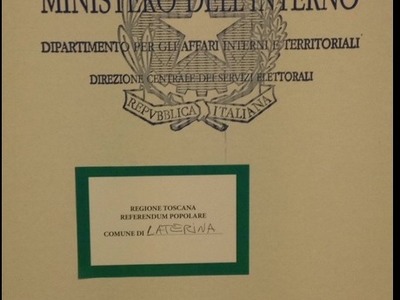 MINISTERO DELL'INTERNO
DIPARTIMENTO PER GLI AFFARI INTERNI E TERRITORIALI
DIREZIONE CENTRALE DEI SERVIZI ELETTORALI
REPVBBLICA ITALIANA
REGIONE TOSCANA
REFERENDUM POPOLARE
COMUNE DI LATERINA